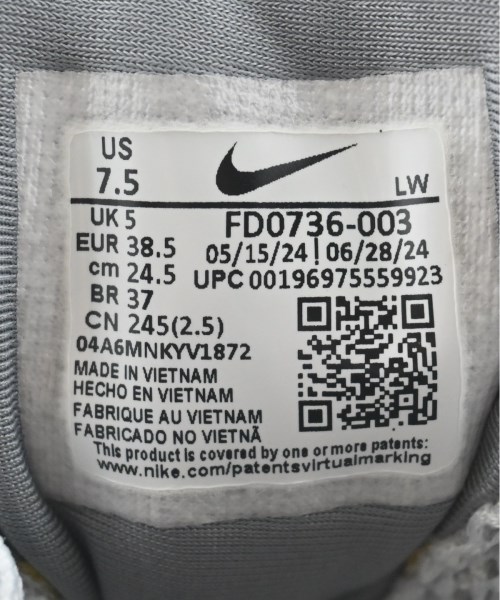 US
7.5
LW
UK 5
FD0736-003
EUR 38.5
05/15/24 | 06/28/24
cm 24.5
UPC 00196975559923
BR 37
CN 245(2.5)
04A6MNKYV1872
MADE IN VIETNAM
HECHO EN VIETNAM
FABRIQUE AU VIETNAM
FABRICADO NO VIETNÃ
This product is covered by one or more patents:
www.nike.com/patentsvirtualmarking